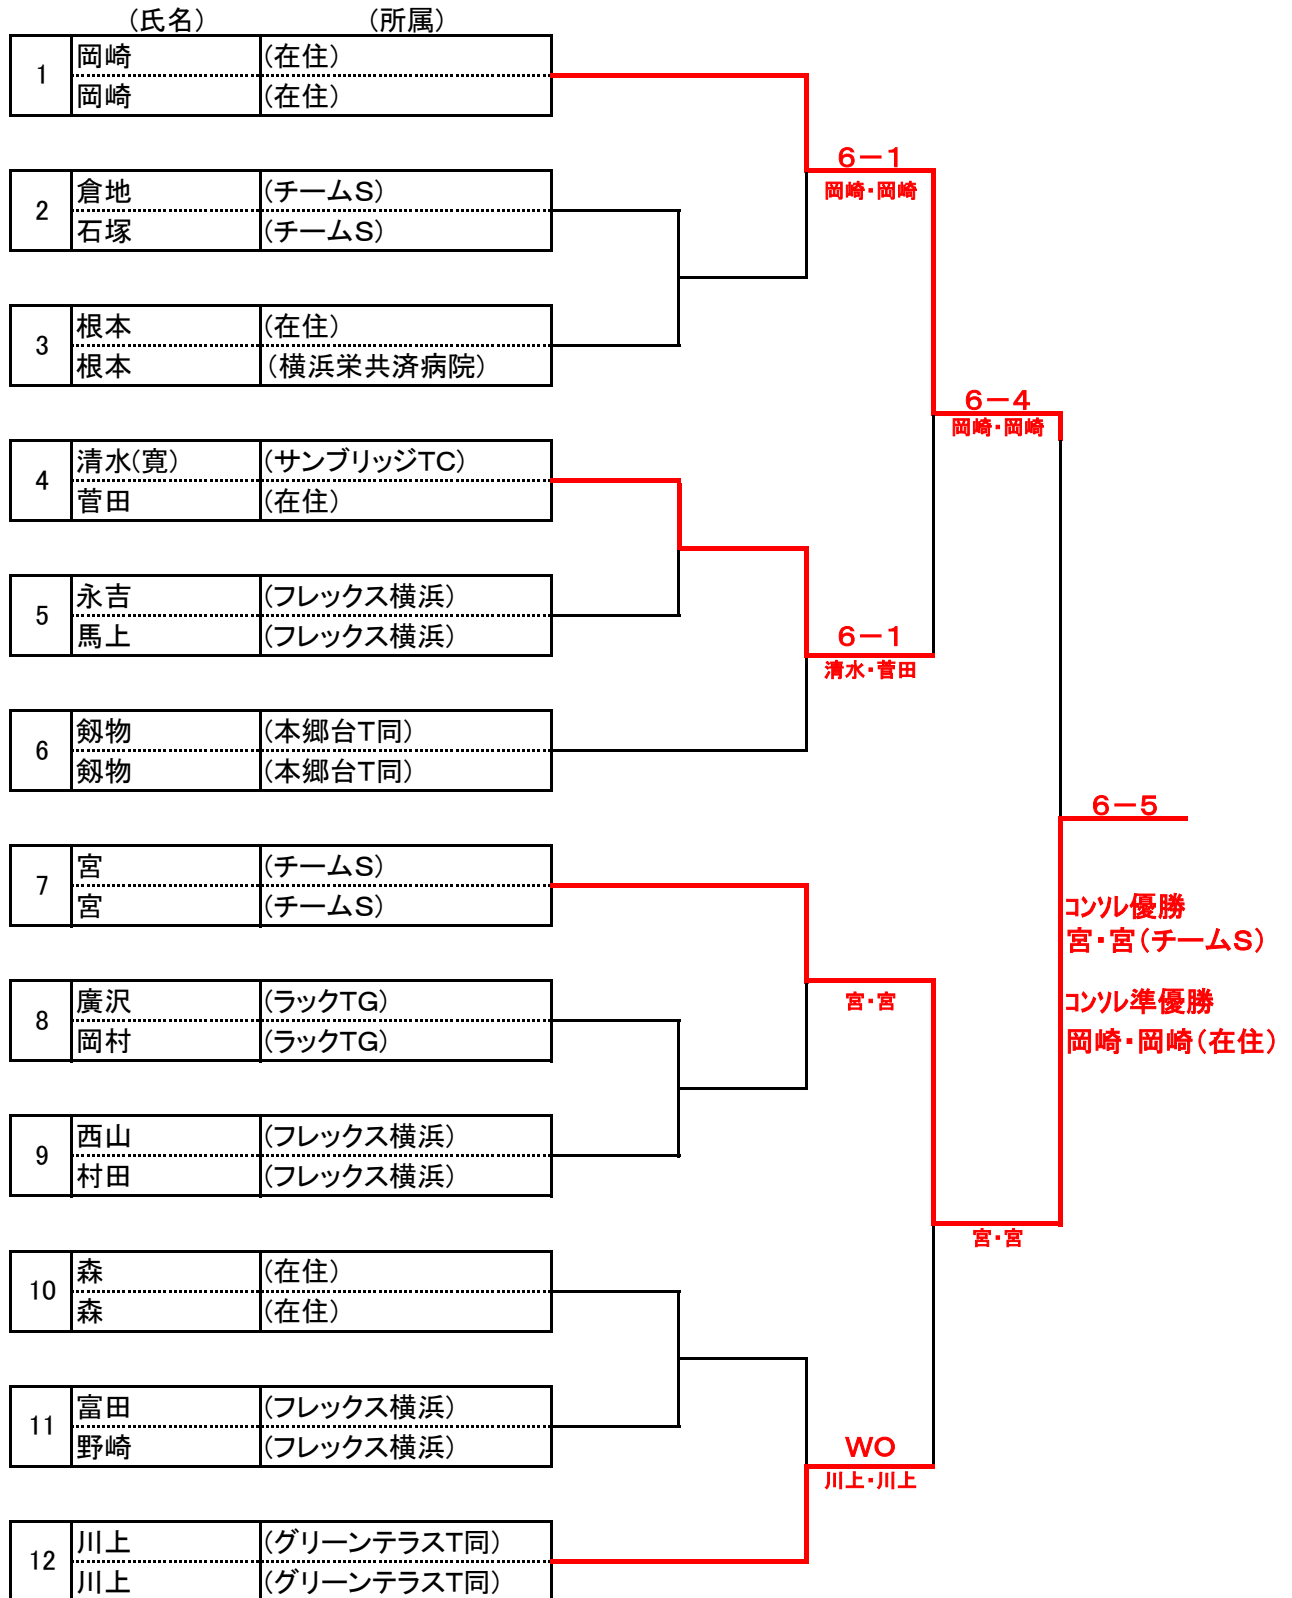 （氏名） （所属）
1 岡崎 （在住）
岡崎 （在住）
6－1
岡崎・岡崎
2 倉地 （チームS）
石塚 （チームS）
3 根本 （在住）
根本 （横浜栄共済病院）
6－4
岡崎・岡崎
4 清水(寛) （サンブリッジTC）
菅田 （在住）
5 永吉 （フレックス横浜）
馬上 （フレックス横浜）
6－1
清水・菅田
6 剱物 （本郷台T同）
剱物 （本郷台T同）
6－5
7 宮 （チームS）
宮 （チームS）
コンソル優勝
宮・宮（チームS）
コンソル準優勝
岡崎・岡崎（在住）
宮・宮
8 廣沢 （ラックTG）
岡村 （ラックTG）
9 西山 （フレックス横浜）
村田 （フレックス横浜）
宮・宮
10 森 （在住）
森 （在住）
11 富田 （フレックス横浜）
野崎 （フレックス横浜）
WO
川上・川上
12 川上 （グリーンテラスT同）
川上 （グリーンテラスT同）